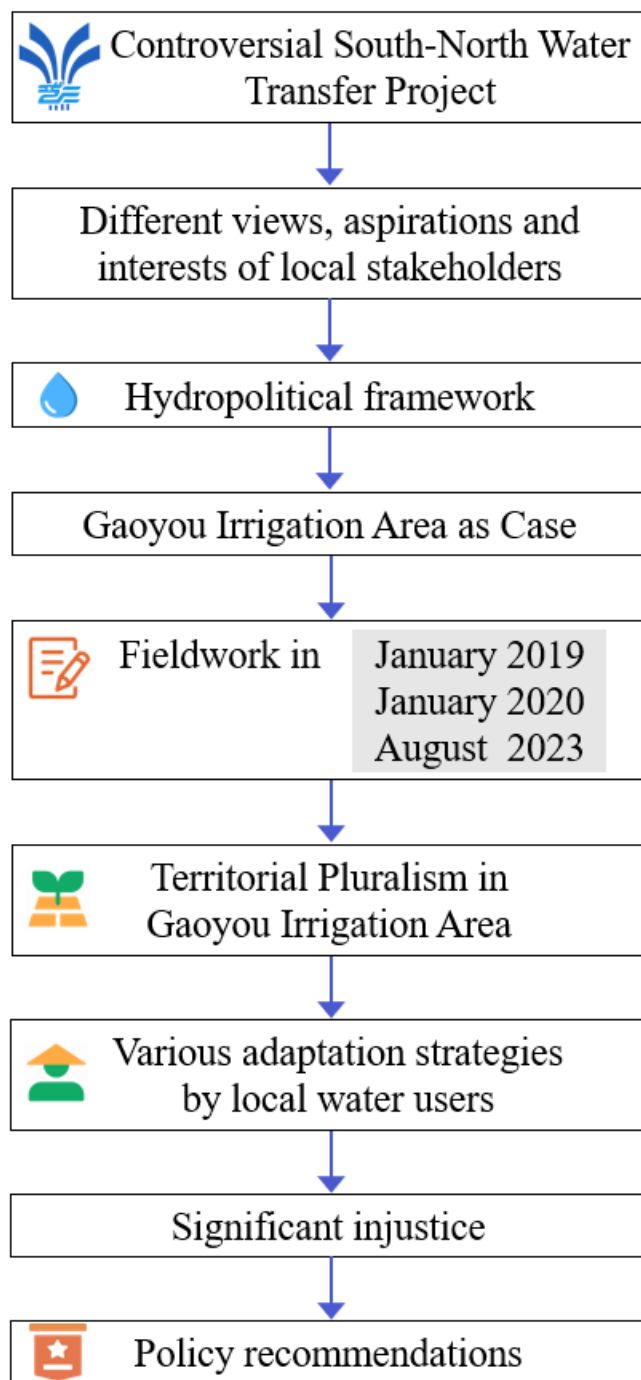 Controversial South-North Water
Transfer Project
Different views, aspirations and
interests of local stakeholders
Hydropolitical framework
Gaoyou Irrigation Area as Case
Fieldwork in January 2019
January 2020
August 2023
Territorial Pluralism in
Gaoyou Irrigation Area
Various adaptation strategies
by local water users
Significant injustice
Policy recommendations